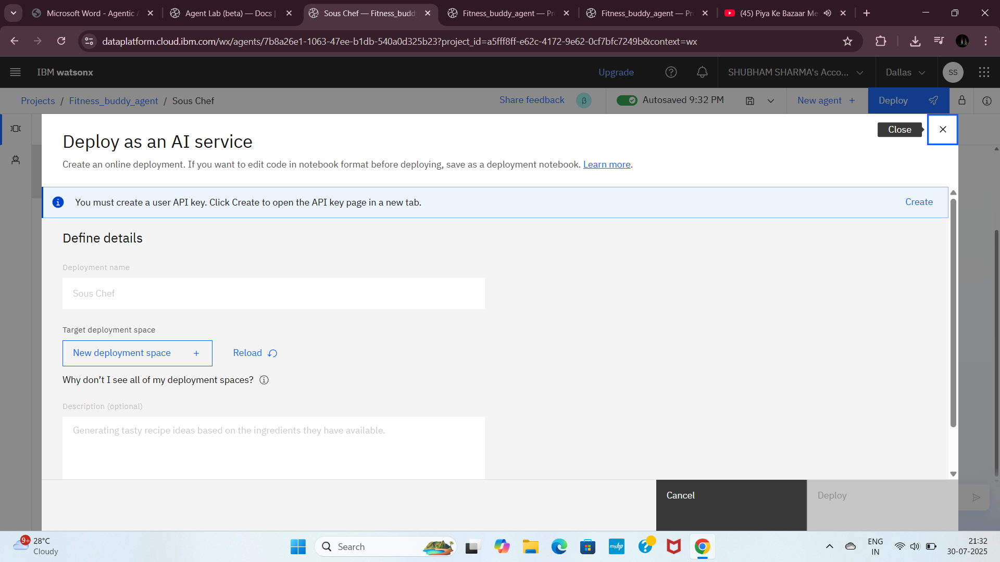 Microsoft Word - Agentic A
Agent Lab (beta) — Docs |
Sous Chef — Fitness_budd
Fitness_buddy_agent — Pr
Fitness_buddy_agent — Pr
(45) Piya Ke Bazaar Me
dataplatform.cloud.ibm.com/wx/agents/7b8a26e1-1063-47ee-b1db-540a0d325b23?project_id=a5fff8ff-e62c-4172-9e62-0cf7bfc7249b&context=wx
IBM watsonx
Upgrade
SHUBHAM SHARMA's Acco...
Dallas
SS
Projects / Fitness_buddy_agent / Sous Chef
Share feedback
β
Autosaved 9:32 PM
New agent +
Deploy
Close
Deploy as an AI service
Create an online deployment. If you want to edit code in notebook format before deploying, save as a deployment notebook. Learn more.
You must create a user API key. Click Create to open the API key page in a new tab.
Create
Define details
Deployment name
Sous Chef
Target deployment space
New deployment space +
Reload
Why don’t I see all of my deployment spaces?
Description (optional)
Generating tasty recipe ideas based on the ingredients they have available.
Cancel
Deploy
9+
28°C
Cloudy
Search
myhp
ENG
IN
21:32
30-07-2025